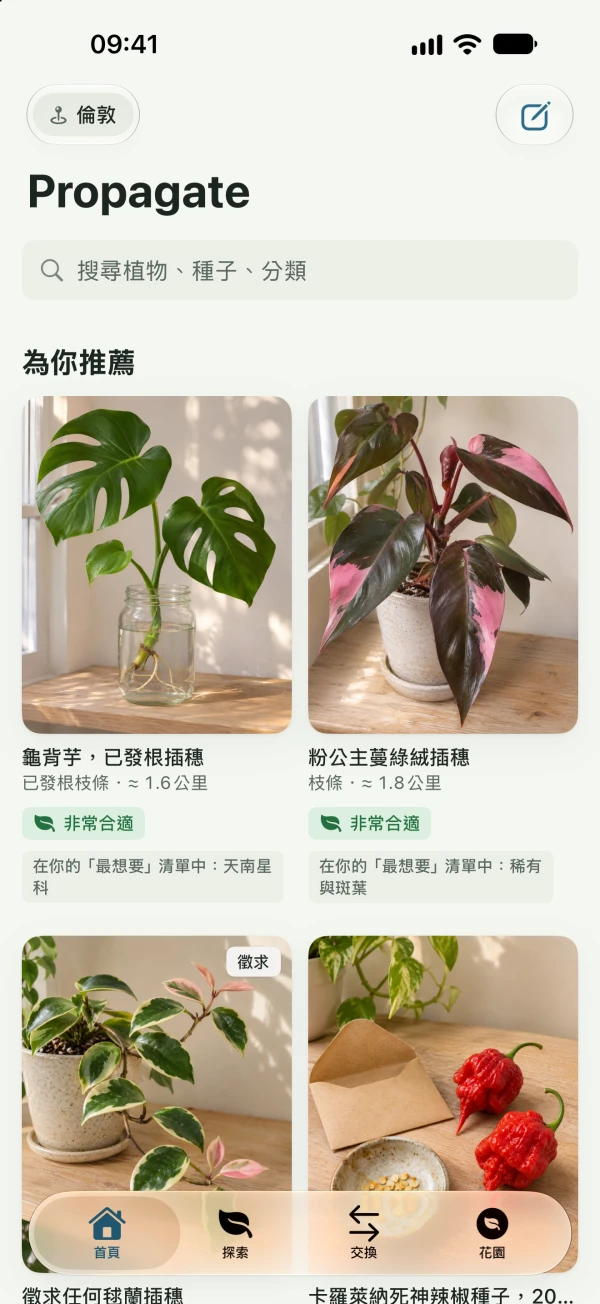 09:41
倫敦
Propagate
搜尋植物、種子、分類
為你推薦
龜背芋，已發根插穗
已發根枝條 · ≈ 1.6公里
非常合適
在你的「最想要」清單中：天南星
科
粉公主蔓綠絨插穗
枝條 · ≈ 1.8公里
非常合適
在你的「最想要」清單中：稀有
與斑葉
徵求
徵求任何毬蘭插穗
卡羅萊納死神辣椒種子，20...
首頁
探索
交換
花園